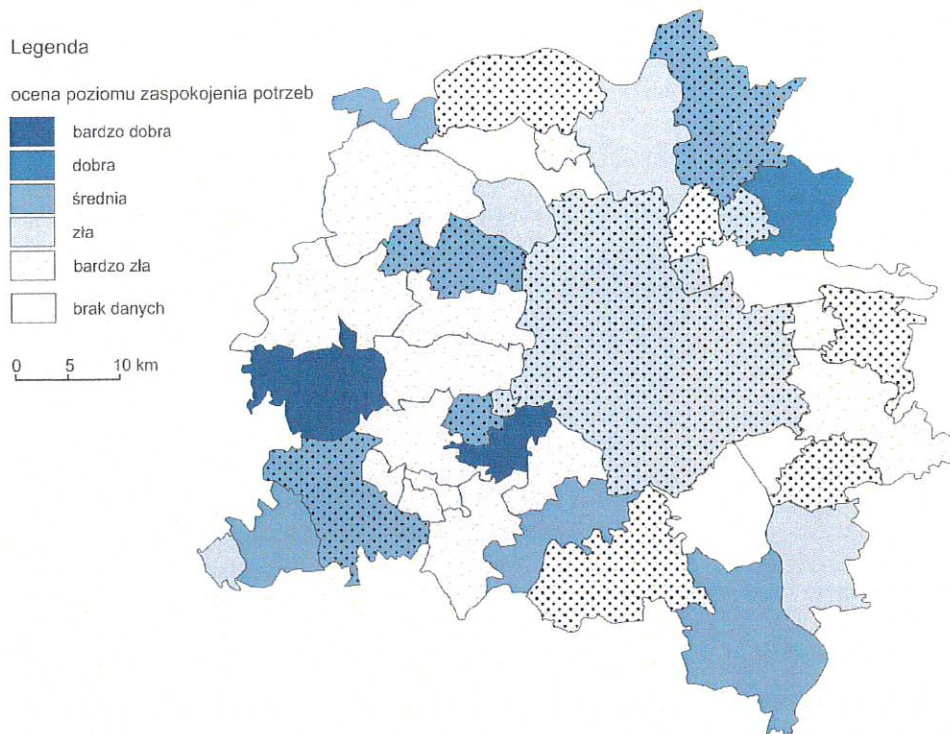 Legenda
ocena poziomu zaspokojenia potrzeb
bardzo dobra
dobra
średnia
zła
bardzo zła
brak danych
0 5 10 km